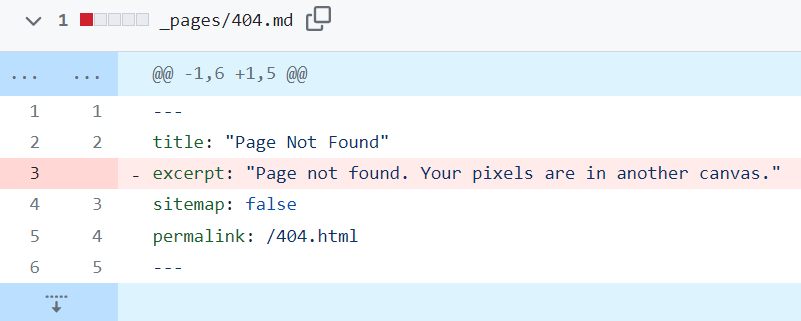 1 _pages/404.md
... ... @@ -1,6 +1,5 @@
1 1 ---
2 2 title: "Page Not Found"
3 - excerpt: "Page not found. Your pixels are in another canvas."
4 3 sitemap: false
5 4 permalink: /404.html
6 5 ---